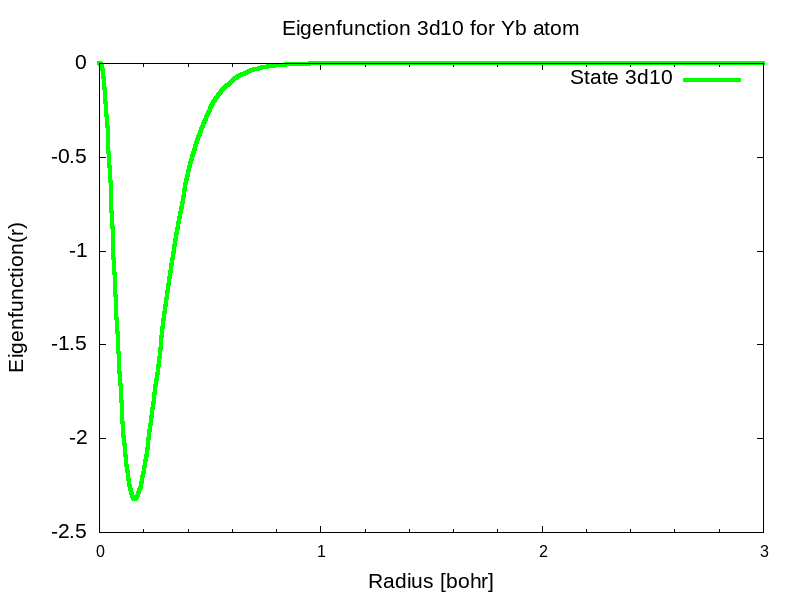 Eigenfunction 3d10 for Yb atom
State 3d10
0
-0.5
-1
-1.5
-2
-2.5
Eigenfunction(r)
0 1 2 3
Radius [bohr]